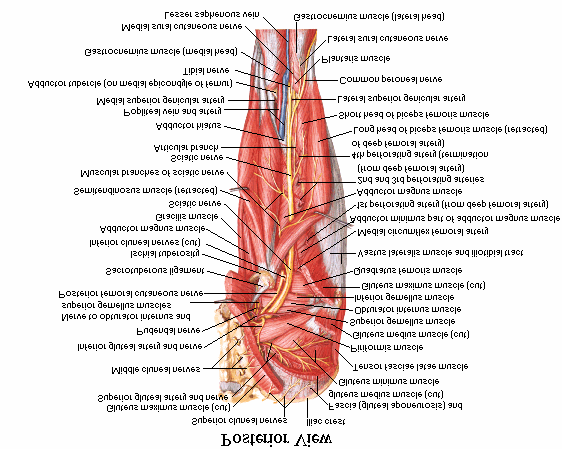 Posterior View
Superior cluneal nerves
Gluteus maximus muscle (cut)
Superior gluteal artery and nerve
Middle cluneal nerves
Inferior gluteal artery and nerve
Pudendal nerve
Nerve to obturator internus and
superior gemellus muscles
Posterior femoral cutaneous nerve
Sacrotuberous ligament
Ischial tuberosity
Inferior cluneal nerves (cut)
Adductor magnus muscle
Gracilis muscle
Sciatic nerve
Semitendinosus muscle (retracted)
Muscular branches of sciatic nerve
Sciatic nerve
Articular branch
Adductor hiatus
Popliteal vein and artery
Medial superior genicular artery
Adductor tubercle (on medial epicondyle of femur)
Tibial nerve
Gastrocnemius muscle (medial head)
Medial sural cutaneous nerve
Lesser saphenous vein
Iliac crest
Fascia (gluteal aponeurosis) and
gluteus medius muscle (cut)
Gluteus minimus muscle
Tensor fasciae latae muscle
Piriformis muscle
Gluteus medius muscle (cut)
Superior gemellus muscle
Obturator internus muscle
Inferior gemellus muscle
Gluteus maximus muscle (cut)
Quadratus femoris muscle
Vastus lateralis muscle and iliotibial tract
Medial circumflex femoral artery
Adductor minimus part of adductor magnus muscle
1st perforating artery (from deep femoral artery)
Adductor magnus muscle
2nd and 3rd perforating arteries
(from deep femoral artery)
4th perforating artery (termination
of deep femoral artery)
Long head of biceps femoris muscle (retracted)
Short head of biceps femoris muscle
Lateral superior genicular artery
Common peroneal nerve
Plantaris muscle
Lateral sural cutaneous nerve
Gastrocnemius muscle (lateral head)